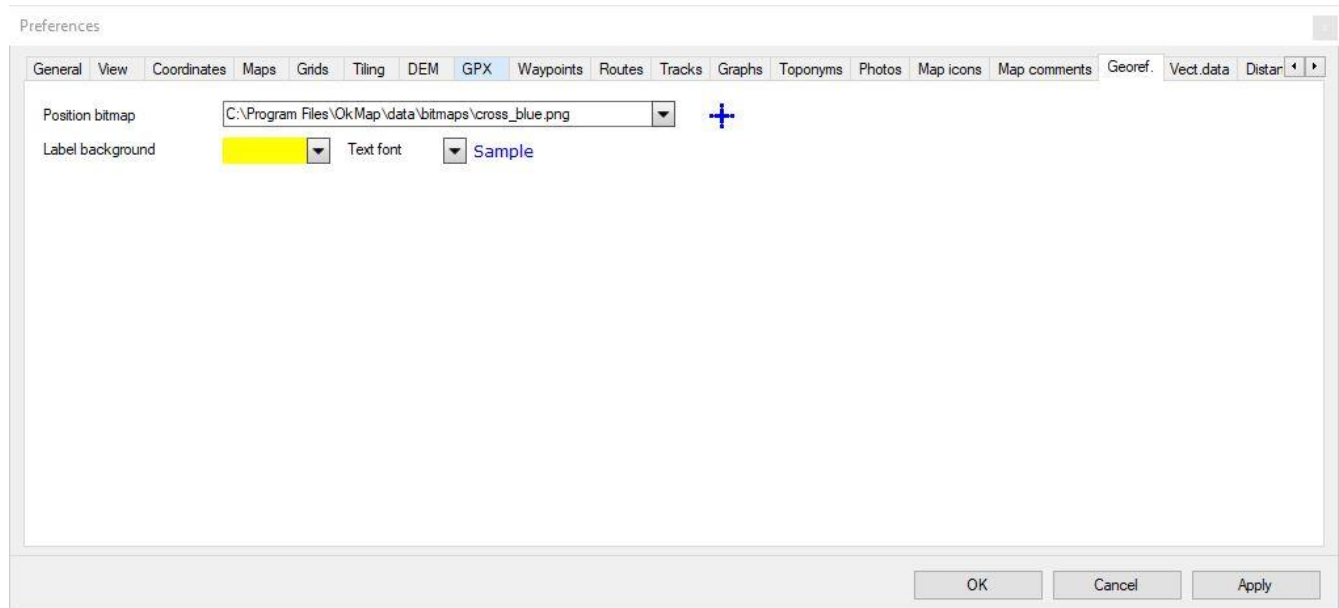 Preferences
General View Coordinates Maps Grids Tiling DEM GPX Waypoints Routes Tracks Graphs Toponyms Photos Map icons Map comments Georef. Vect.data Distan
Position bitmap C:\Program Files\OkMap\data\bitmaps\cross_blue.png
Label background Text font Sample
OK Cancel Apply